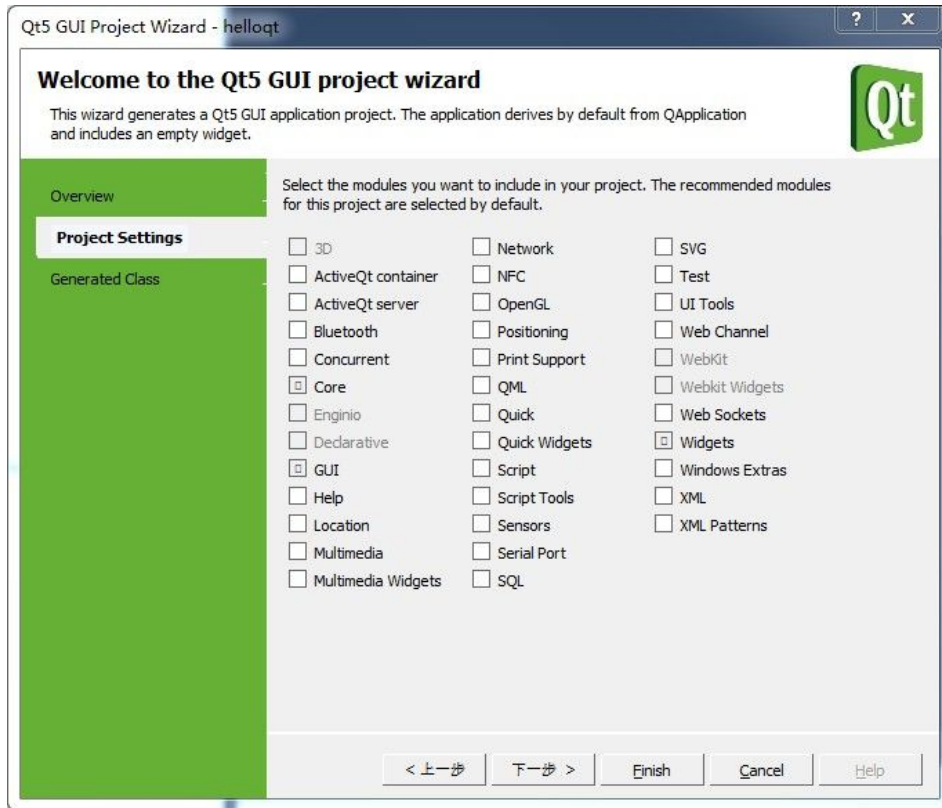 Qt5 GUI Project Wizard - helloqt
Welcome to the Qt5 GUI project wizard
This wizard generates a Qt5 GUI application project. The application derives by default from QApplication
and includes an empty widget.
Qt
Overview
Project Settings
Generated Class
Select the modules you want to include in your project. The recommended modules
for this project are selected by default.
3D
ActiveQt container
ActiveQt server
Bluetooth
Concurrent
Core
Enginio
Declarative
GUI
Help
Location
Multimedia
Multimedia Widgets
Network
NFC
OpenGL
Positioning
Print Support
QML
Quick
Quick Widgets
Script
Script Tools
Sensors
Serial Port
SQL
SVG
Test
UI Tools
Web Channel
WebKit
Webkit Widgets
Web Sockets
Widgets
Windows Extras
XML
XML Patterns
< 上一步
下一步 >
Finish
Cancel
Help